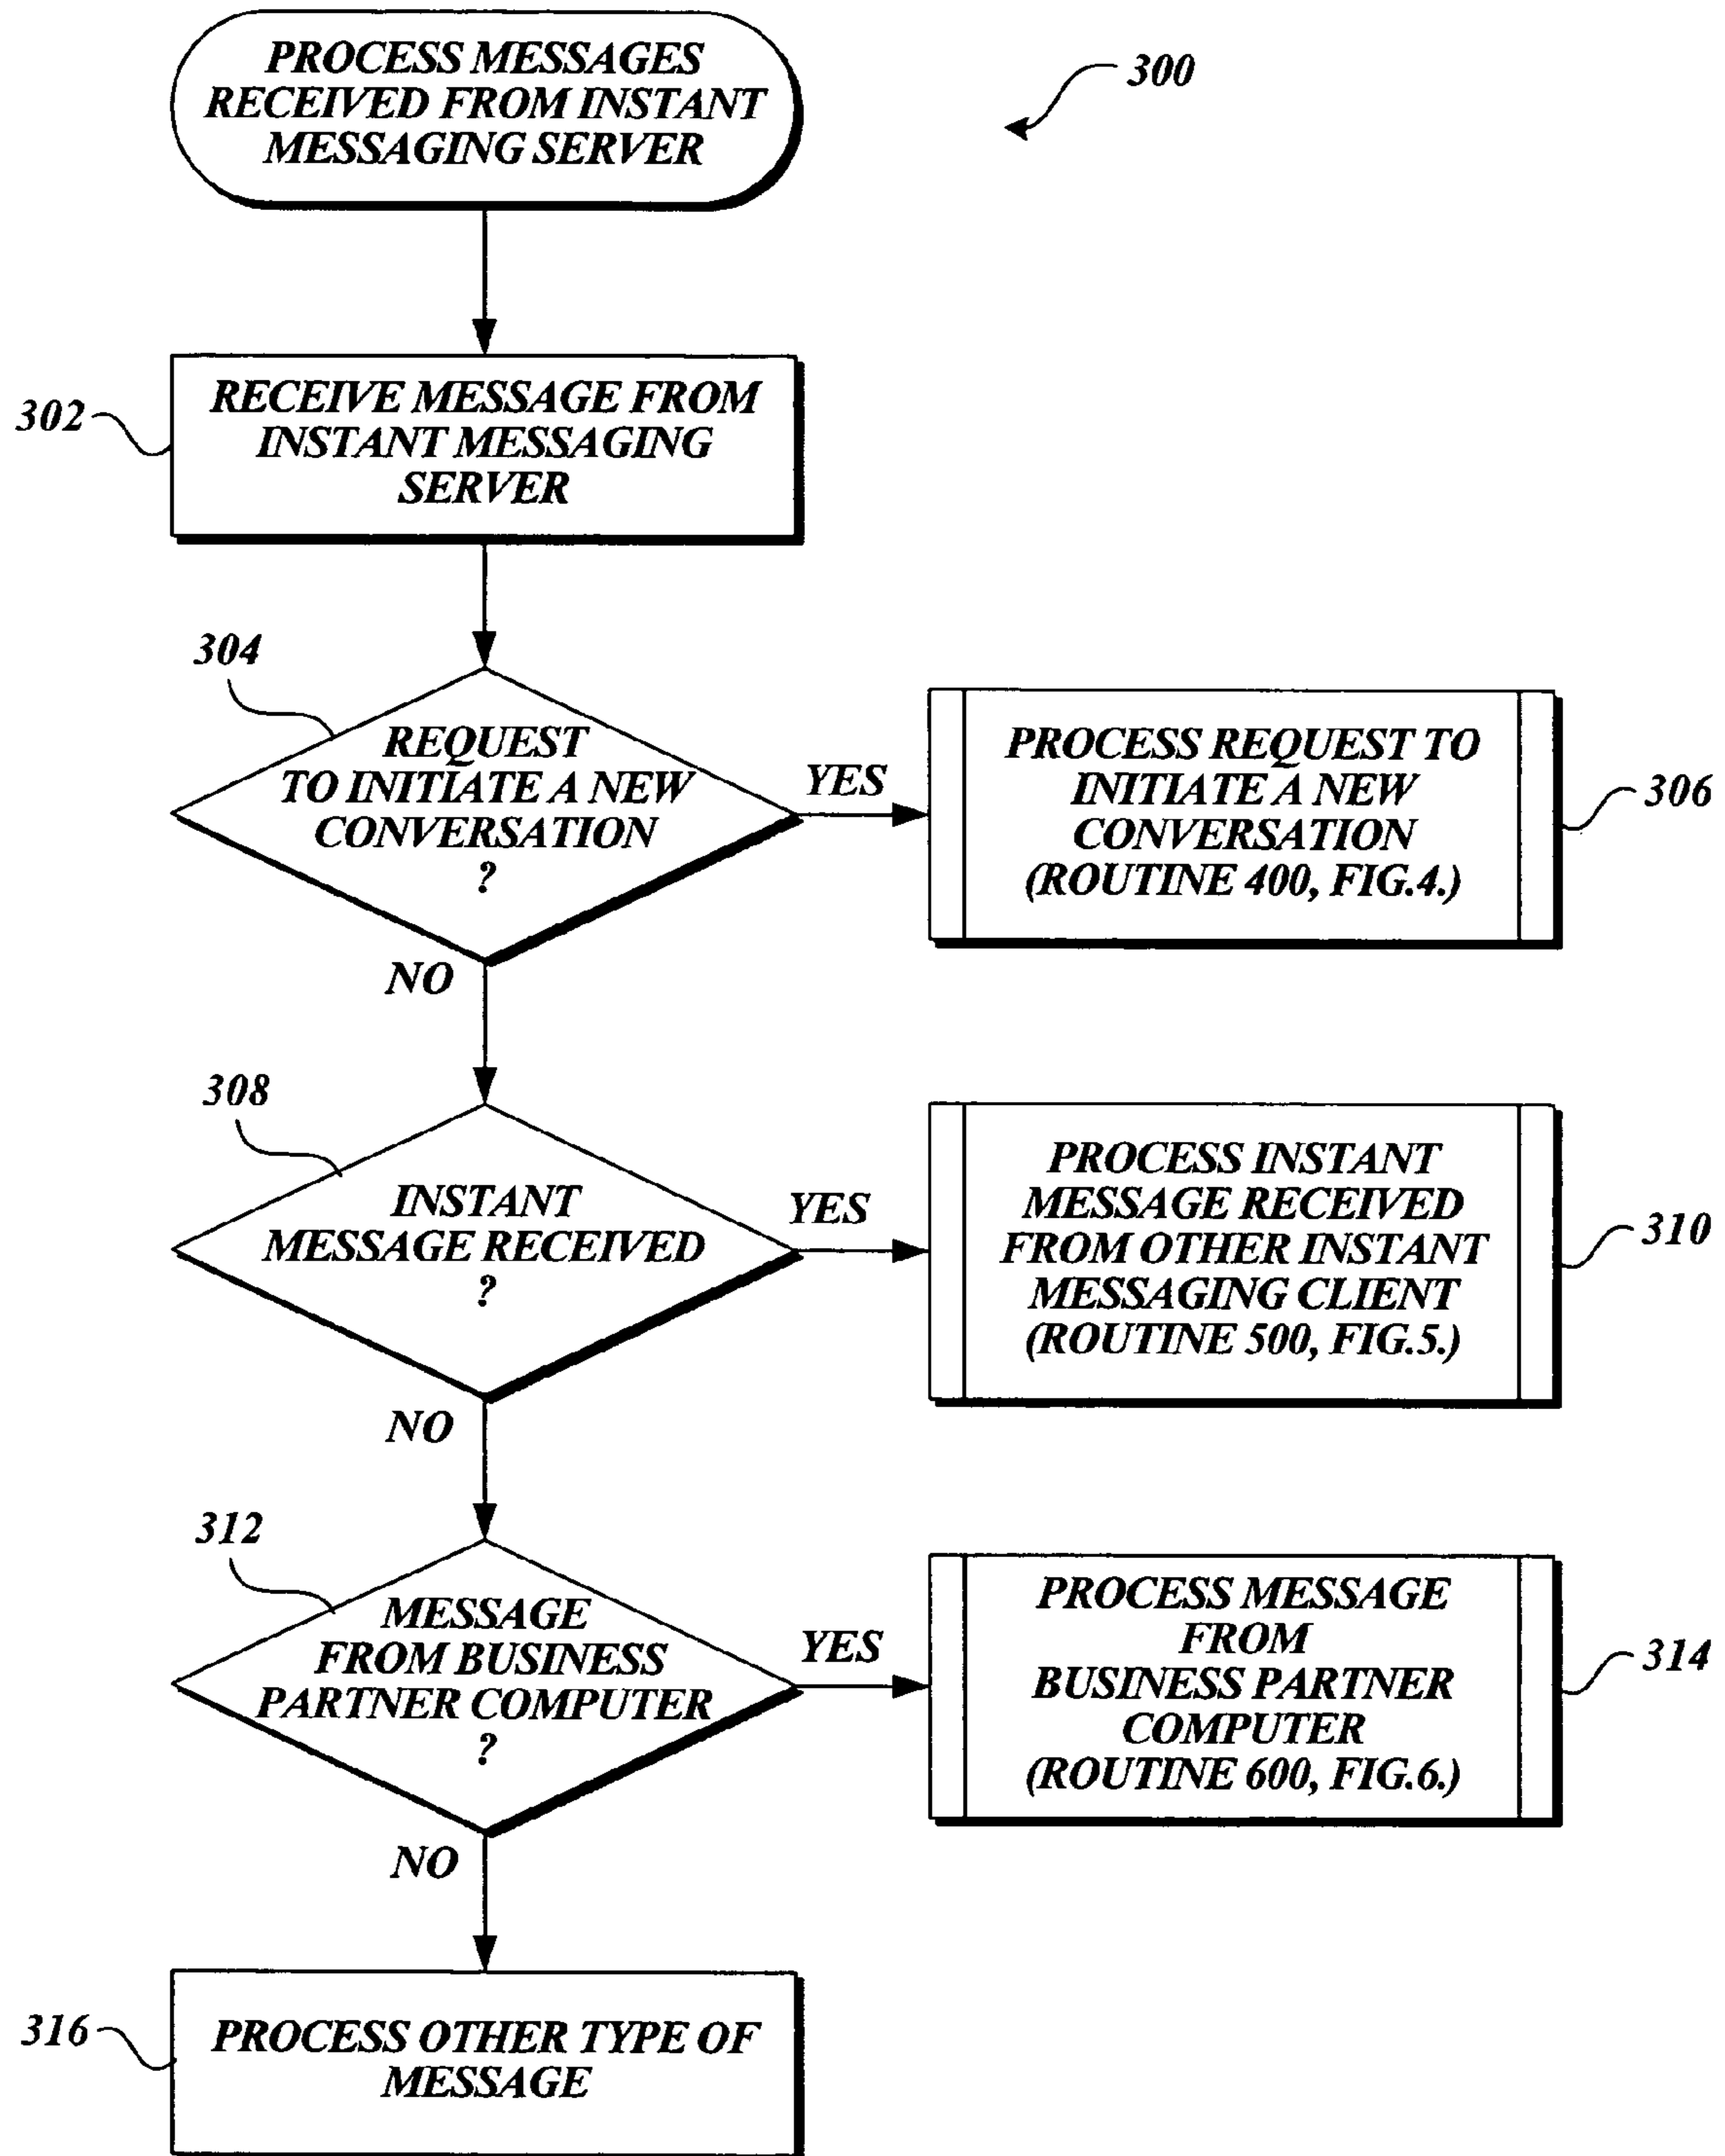 PROCESS MESSAGES
RECEIVED FROM INSTANT
MESSAGING SERVER
300
302
RECEIVE MESSAGE FROM
INSTANT MESSAGING
SERVER
304
REQUEST
TO INITIATE A NEW
CONVERSATION
?
YES
NO
PROCESS REQUEST TO
INITIATE A NEW
CONVERSATION
(ROUTINE 400, FIG.4.)
306
308
INSTANT
MESSAGE RECEIVED
?
YES
NO
PROCESS INSTANT
MESSAGE RECEIVED
FROM OTHER INSTANT
MESSAGING CLIENT
(ROUTINE 500, FIG.5.)
310
312
MESSAGE
FROM BUSINESS
PARTNER COMPUTER
?
YES
NO
PROCESS MESSAGE
FROM
BUSINESS PARTNER
COMPUTER
(ROUTINE 600, FIG.6.)
314
316
PROCESS OTHER TYPE OF
MESSAGE